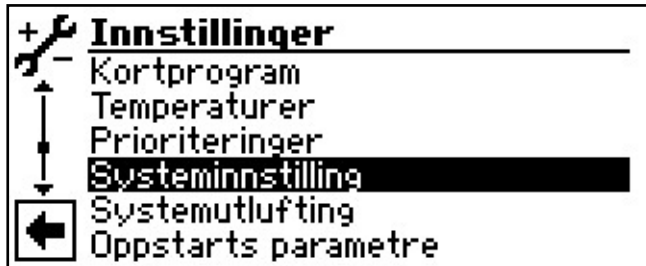 Innstillinger
Kortprogram
Temperaturer
Prioriteringer
Systeminnstilling
Systemutlufting
Oppstarts parametre